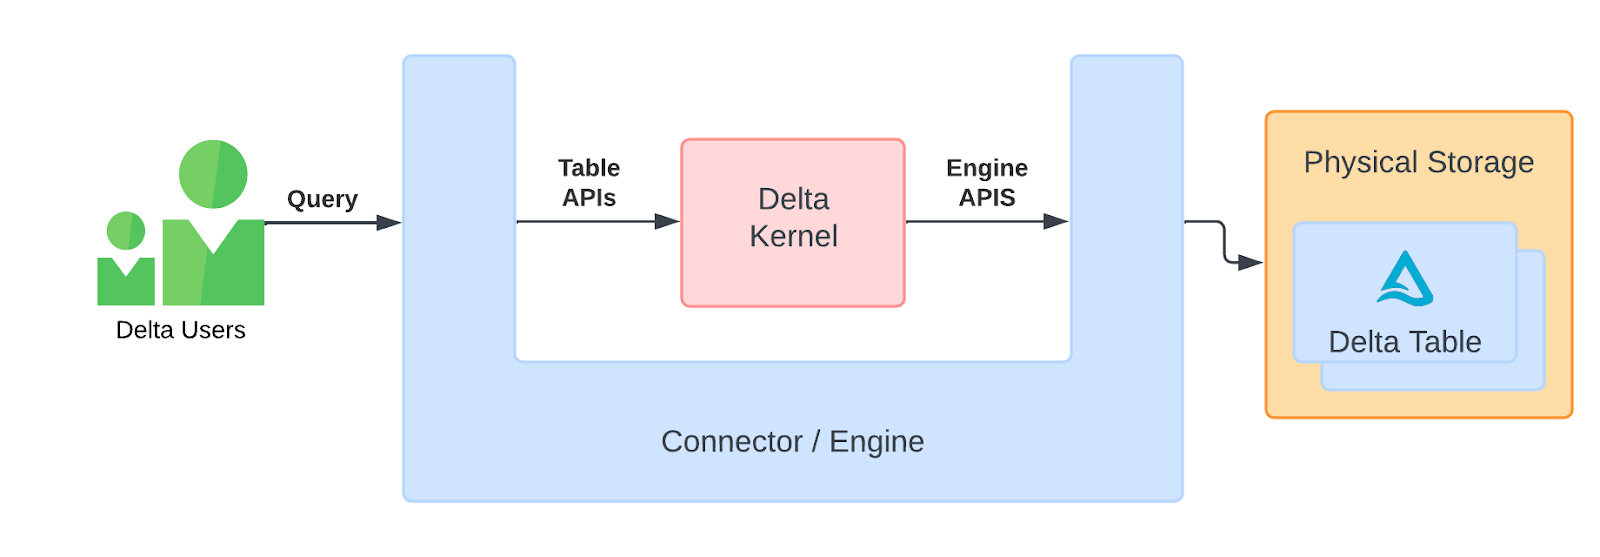 Query
Delta Users
Table
APIs
Delta
Kernel
Engine
APIS
Connector / Engine
Physical Storage
Delta Table